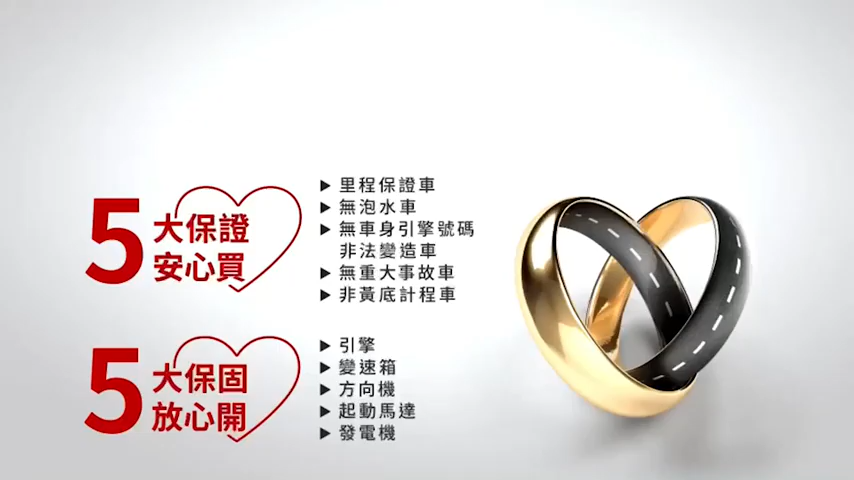 5大保證
安心買
▶ 里程保證車
▶ 無泡水車
▶ 無車身引擎號碼
非法變造車
▶ 無重大事故車
▶ 非黃底計程車
5大保固
放心開
▶ 引擎
▶ 變速箱
▶ 方向機
▶ 起動馬達
▶ 發電機